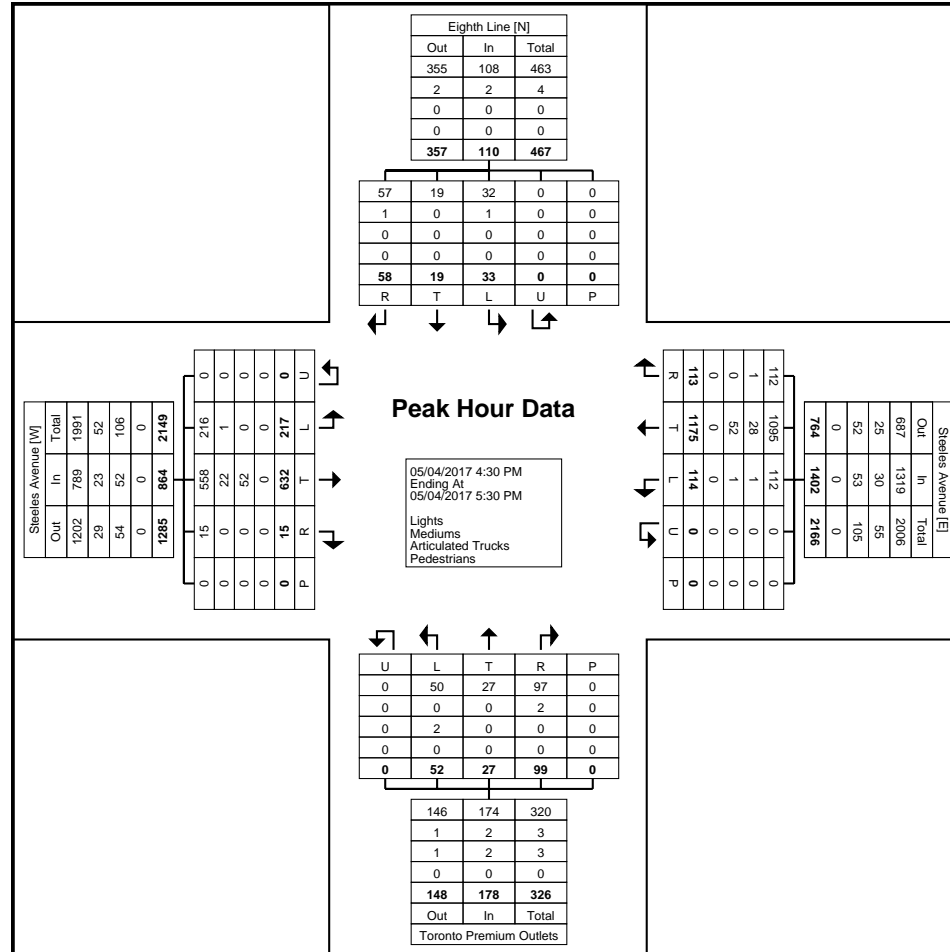 Eighth Line [N]
Out In Total
355 108 463
2 2 4
0 0 0
0 0 0
357 110 467
57 19 32 0 0
1 0 1 0 0
0 0 0 0 0
0 0 0 0 0
58 19 33 0 0
R T L U P
Steeles Avenue [W]
Total In Out
1991 789 1202
52 23 29
106 52 54
0 0 0
2149 864 1285
0 216 558 15 0
0 1 22 0 0
0 0 52 0 0
0 0 0 0 0
0 217 632 15 0
U L T R P
Peak Hour Data
05/04/2017 4:30 PM
Ending At
05/04/2017 5:30 PM
Lights
Mediums
Articulated Trucks
Pedestrians
Steeles Avenue [E]
Out In Total
687 1319 2006
25 30 55
52 53 105
0 0 0
764 1402 2166
112 1095 112 0 0
1 28 1 0 0
0 52 1 0 0
0 0 0 0 0
113 1175 114 0 0
R T L U P
U L T R P
0 50 27 97 0
0 0 0 2 0
0 2 0 0 0
0 0 0 0 0
0 52 27 99 0
146 174 320
1 2 3
1 2 3
0 0 0
148 178 326
Out In Total
Toronto Premium Outlets